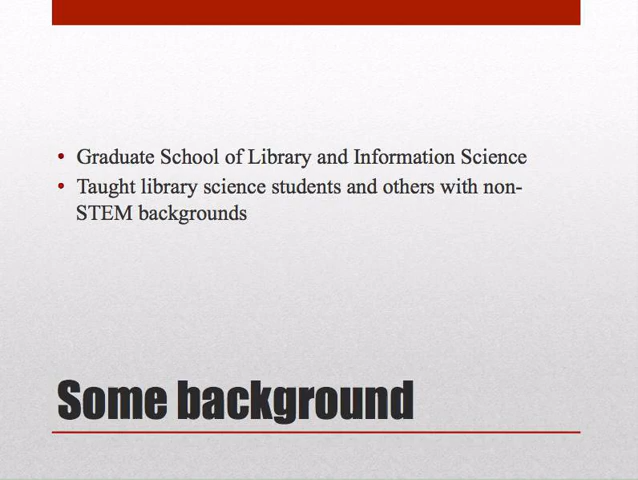 • Graduate School of Library and Information Science
• Taught library science students and others with non-
STEM backgrounds
Some background